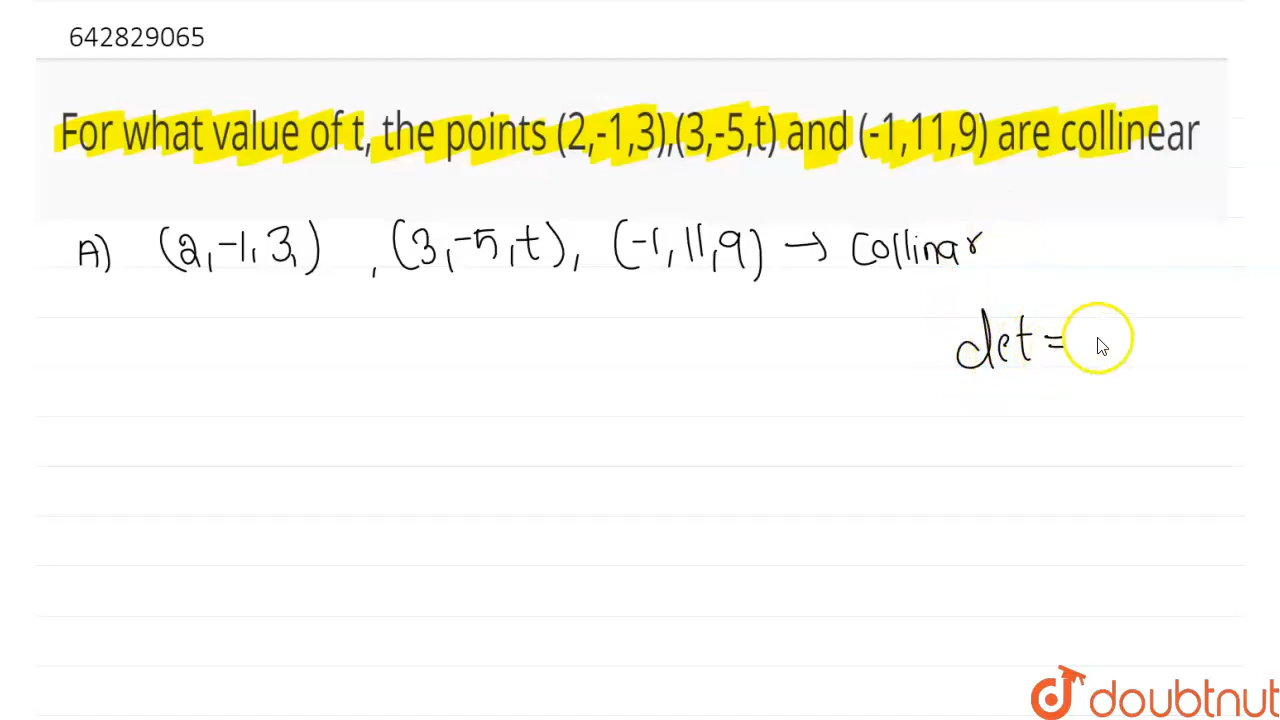 642829065
For what value of t, the points (2,-1,3),(3,-5,t) and (-1,11,9) are collinear
A) (2,-1,3,) , (3,-5,t), (-1,11,9) → Collinar
det =
doubtnut